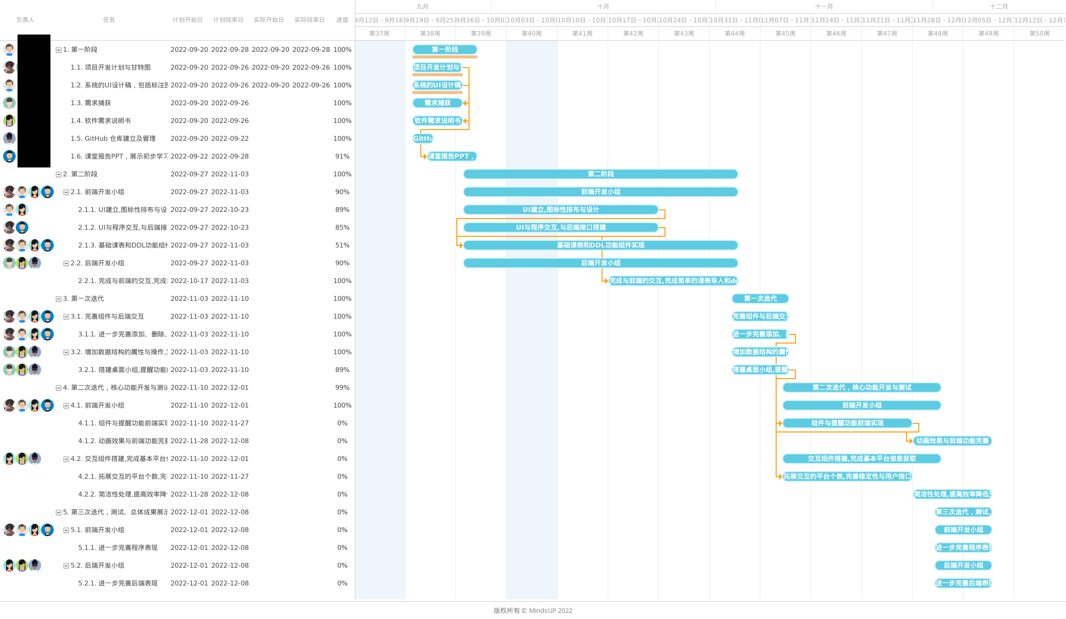 九月 十月 十一月 十二月
负责人 任务 计划开始日 计划结束日 实际开始日 实际结束日 进度
9月12日 - 9月18 9月19日 - 9月25 9月26日 - 10月0 10月03日 - 10月 10月10日 - 10月 10月17日 - 10月 10月24日 - 10月 10月31日 - 11月 11月07日 - 11月 11月14日 - 11月 11月21日 - 11月 11月28日 - 12月 12月05日 - 12月 12月12日 - 12月
第37周 第38周 第39周 第40周 第41周 第42周 第43周 第44周 第45周 第46周 第47周 第48周 第49周 第50周
1. 第一阶段 2022-09-20 2022-09-28 2022-09-20 2022-09-28 100% 第一阶段
1.1. 项目开发计划与甘特图 2022-09-20 2022-09-26 2022-09-20 2022-09-26 100% 项目开发计划与
1.2. 系统的UI设计稿，包括标注 2022-09-20 2022-09-26 2022-09-20 2022-09-26 100% 系统的UI设计稿
1.3. 需求捕获 2022-09-20 2022-09-26 100% 需求捕获
1.4. 软件需求说明书 2022-09-20 2022-09-26 100% 软件需求说明书
1.5. GitHub 仓库建立及管理 2022-09-20 2022-09-22 100% GitHu
1.6. 课堂报告PPT，展示初步学习 2022-09-22 2022-09-28 91% 课堂报告PPT，
2. 第二阶段 2022-09-27 2022-11-03 100% 第二阶段
2.1. 前端开发小组 2022-09-27 2022-11-03 90% 前端开发小组
2.1.1. UI建立,图标性排布与设 2022-09-27 2022-10-23 89% UI建立,图标性排布与设计
2.1.2. UI与程序交互,与后端接 2022-09-27 2022-10-23 85% UI与程序交互,与后端接口搭建
2.1.3. 基础课表和DDL功能组件 2022-09-27 2022-11-03 51% 基础课表和DDL功能组件实现
2.2. 后端开发小组 2022-09-27 2022-11-03 90% 后端开发小组
2.2.1. 完成与前端的交互,完成 2022-10-17 2022-11-03 100% 完成与前端的交互,完成简单的课表导入和dd
3. 第一次迭代 2022-11-03 2022-11-10 100% 第一次迭代
3.1. 完善组件与后端交互 2022-11-03 2022-11-10 100% 完善组件与后端交
3.1.1. 进一步完善添加、删除、 2022-11-03 2022-11-10 100% 进一步完善添加、
3.2. 增加数据结构的属性与操作, 2022-11-03 2022-11-10 100% 增加数据结构的属
3.2.1. 搭建桌面小组,提醒功能 2022-11-03 2022-11-10 89% 搭建桌面小组,提醒
4. 第二次迭代，核心功能开发与测试 2022-11-10 2022-12-01 99% 第二次迭代，核心功能开发与测试
4.1. 前端开发小组 2022-11-10 2022-12-01 100% 前端开发小组
4.1.1. 组件与提醒功能前端实现 2022-11-10 2022-11-27 0% 组件与提醒功能前端实现
4.1.2. 动画效果与前端功能完善 2022-11-28 2022-12-08 0% 动画效果与前端功能完善
4.2. 交互组件搭建,完成基本平台 2022-11-10 2022-12-01 0% 交互组件搭建,完成基本平台信息获取
4.2.1. 拓展交互的平台个数,完 2022-11-10 2022-11-27 0% 拓展交互的平台个数,完善稳定性与用户接口
4.2.2. 简洁性处理,提高效率降 2022-11-28 2022-12-08 0% 简洁性处理,提高效率降低
5. 第三次迭代，测试、总体成果展示 2022-12-01 2022-12-08 0% 第三次迭代，测试、
5.1. 前端开发小组 2022-12-01 2022-12-08 0% 前端开发小组
5.1.1. 进一步完善程序表现 2022-12-01 2022-12-08 0% 进一步完善程序表现
5.2. 后端开发小组 2022-12-01 2022-12-08 0% 后端开发小组
5.2.1. 进一步完善后端表现 2022-12-01 2022-12-08 0% 进一步完善后端表现
版权所有 © MindsUP 2022